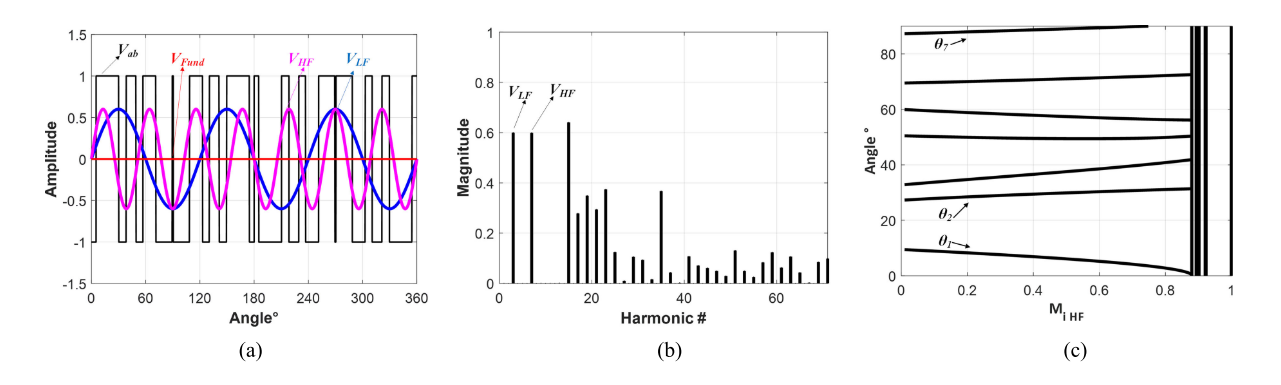 V_ab
V_Fund
V_HF
V_LF
1.5
1
0.5
0
-0.5
-1
-1.5
Amplitude
0
60
120
180
240
300
360
Angle°
(a)
V_LF
V_HF
1
0.8
0.6
0.4
0.2
0
Magnitude
0
20
40
60
Harmonic #
(b)
θ_7
θ_2
θ_1
80
60
40
20
0
Angle °
0
0.2
0.4
0.6
0.8
1
M_i HF
(c)